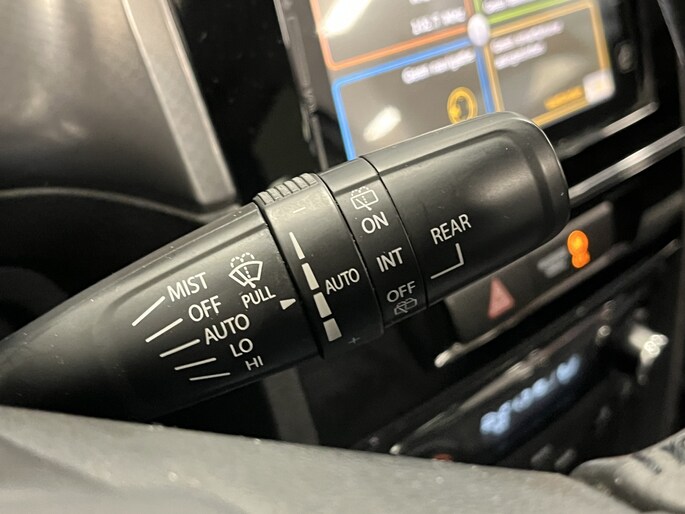 MIST
OFF
AUTO
LO
HI
PULL
−
AUTO
+
ON
INT
OFF
REAR